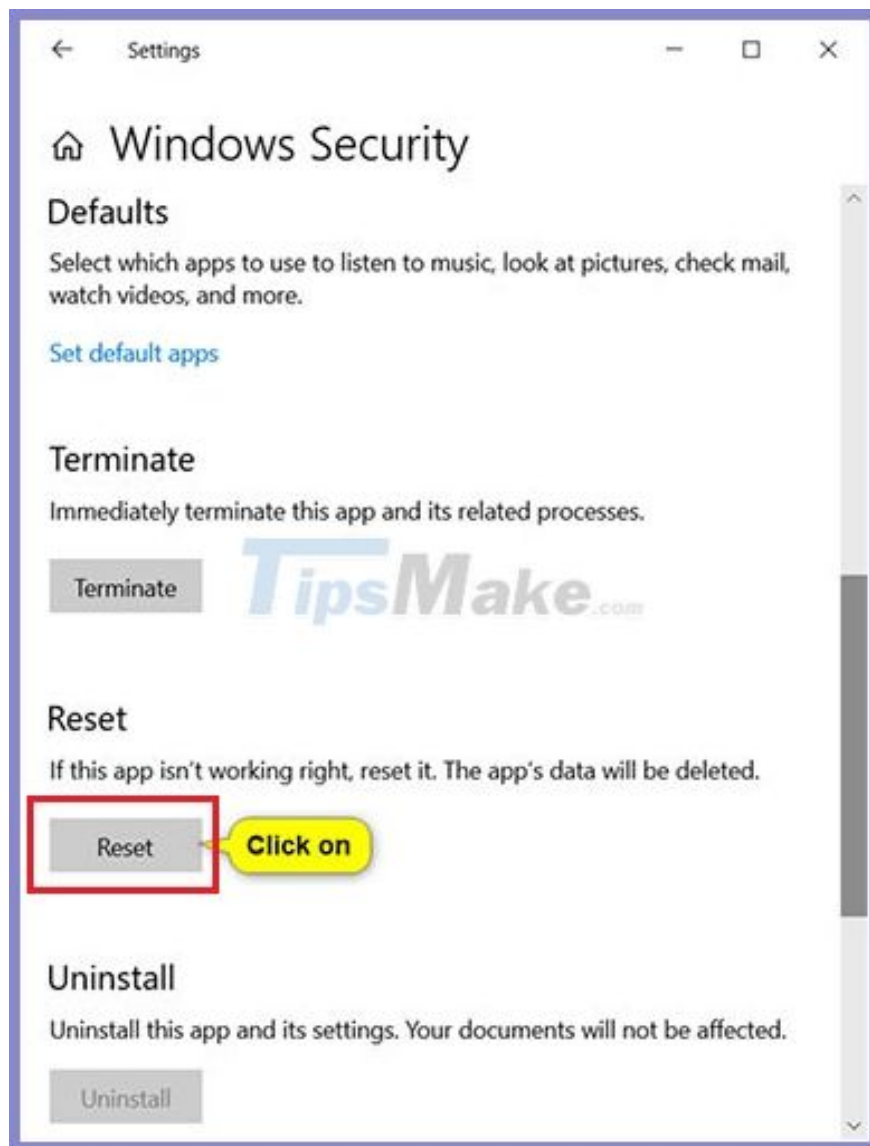 Settings
Windows Security
Defaults
Select which apps to use to listen to music, look at pictures, check mail,
watch videos, and more.
Set default apps
Terminate
Immediately terminate this app and its related processes.
Terminate
TipsMake.com
Reset
If this app isn't working right, reset it. The app's data will be deleted.
Reset
Click on
Uninstall
Uninstall this app and its settings. Your documents will not be affected.
Uninstall